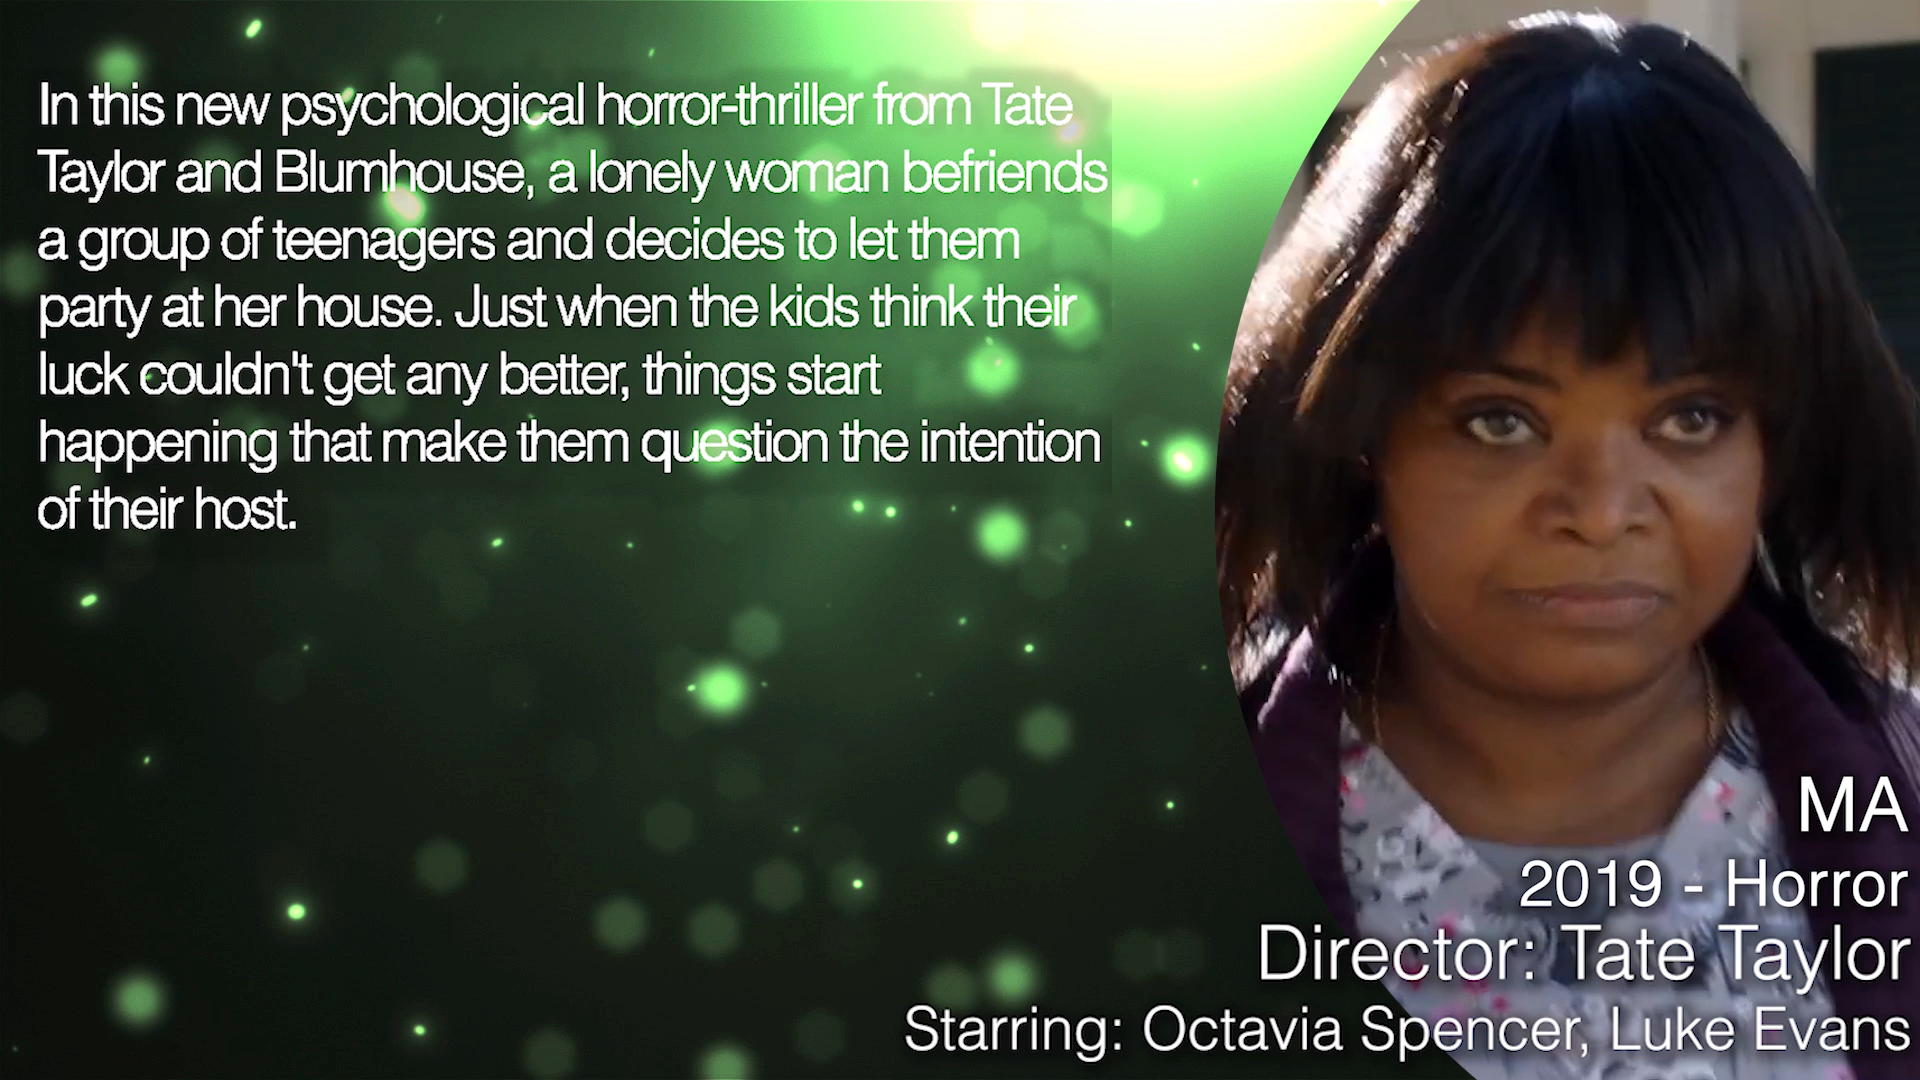 In this new psychological horror-thriller from Tate
Taylor and Blumhouse, a lonely woman befriends
a group of teenagers and decides to let them
party at her house. Just when the kids think their
luck couldn't get any better, things start
happening that make them question the intention
of their host.
MA
2019 - Horror
Director: Tate Taylor
Starring: Octavia Spencer, Luke Evans